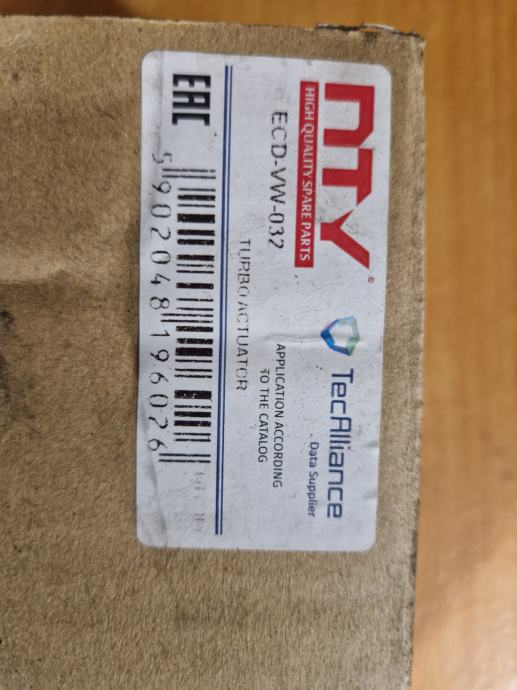 nTY®
HIGH QUALITY SPARE PARTS
TecAlliance
Data Supplier
ECD-VW-032
APPLICATION ACCORDING
TO THE CATALOG
TURBO ACTUATOR
EAC
5902048196026